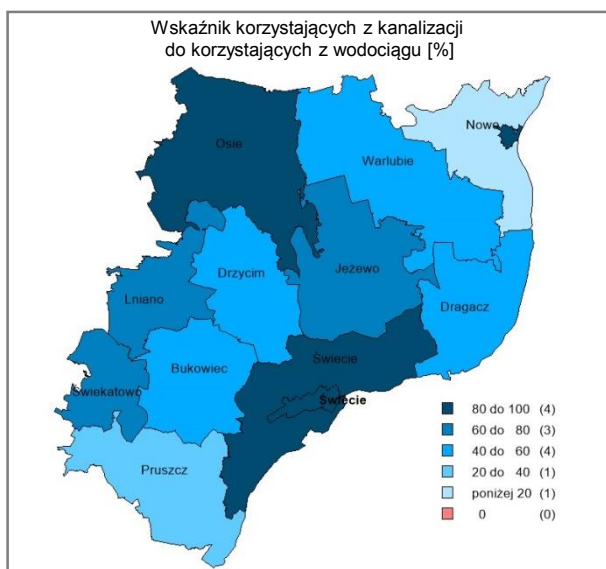 Wskaźnik korzystających z kanalizacji
do korzystających z wodociągu [%]
Nowe
Osie
Warlubie
Drzycim
Jeżewo
Lniano
Dragacz
Świecie
Bukowiec
Świekatowo
Świecie
Pruszcz
80 do 100 (4)
60 do 80 (3)
40 do 60 (4)
20 do 40 (1)
poniżej 20 (1)
0 (0)